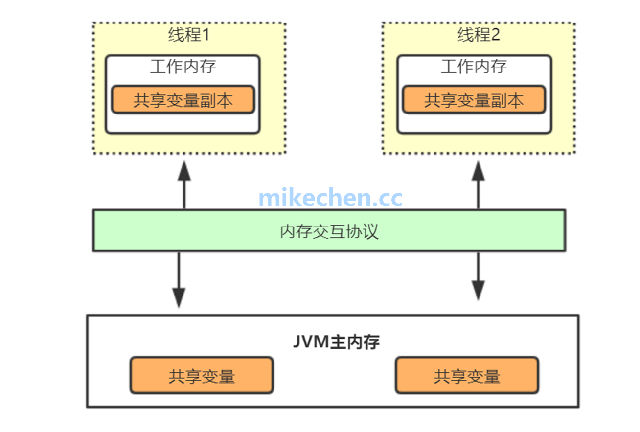 线程1
线程2
工作内存
工作内存
共享变量副本
共享变量副本
mikechen.cc
内存交互协议
JVM主内存
共享变量
共享变量